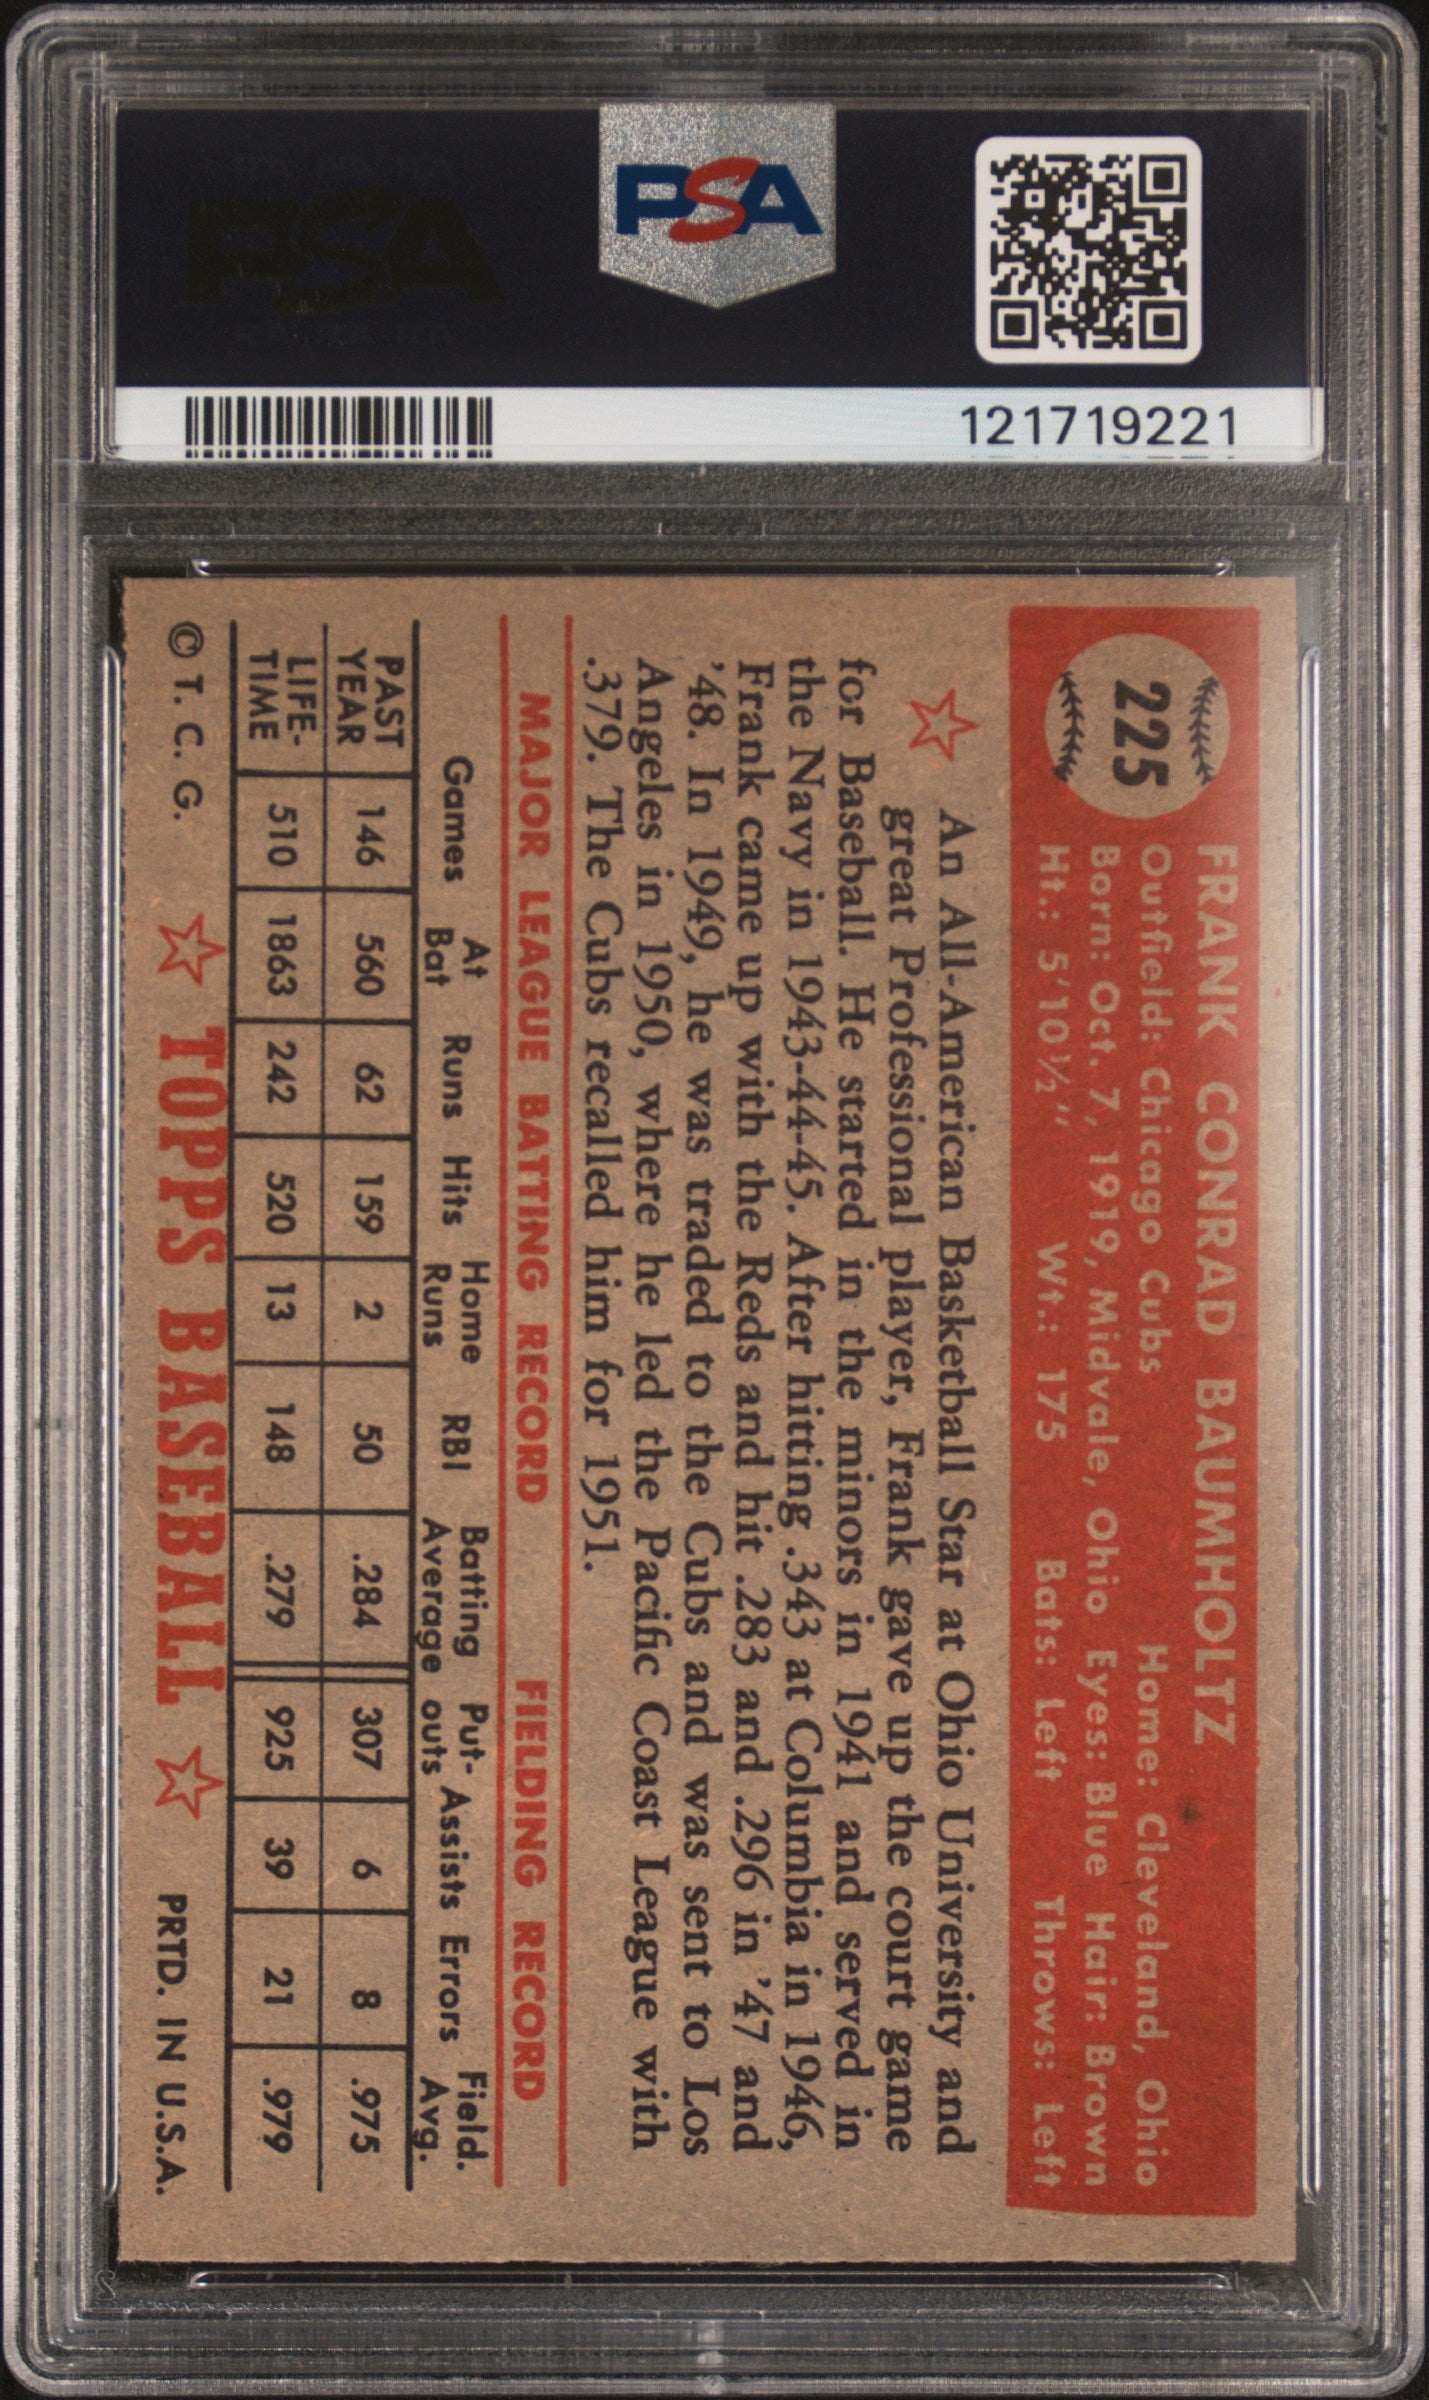 PSA
PSA
121719221
225
FRANK CONRAD BAUMHOLTZ
Outfield: Chicago Cubs Home: Cleveland, Ohio
Born: Oct. 7, 1919, Midvale, Ohio Eyes: Blue Hair: Brown
Ht.: 5'10½" Wt.: 175 Bats: Left Throws: Left
An All-American Basketball Star at Ohio University and
great Professional player, Frank gave up the court game
for Baseball. He started in the minors in 1941 and served in
the Navy in 1943-44-45. After hitting .343 at Columbia in 1946,
Frank came up with the Reds and hit .283 and .296 in '47 and
'48. In 1949, he was traded to the Cubs and was sent to Los
Angeles in 1950, where he led the Pacific Coast League with
.379. The Cubs recalled him for 1951.
MAJOR LEAGUE BATTING RECORD FIELDING RECORD
Games At Bat Runs Hits Home Runs RBI Batting Average Put-outs Assists Errors Field. Avg.
PAST YEAR 146 560 62 159 2 50 .284 307 6 8 .975
LIFE-TIME 510 1863 242 520 13 148 .279 925 39 21 .979
© T. C. G. TOPPS BASEBALL PRTD. IN U.S.A.